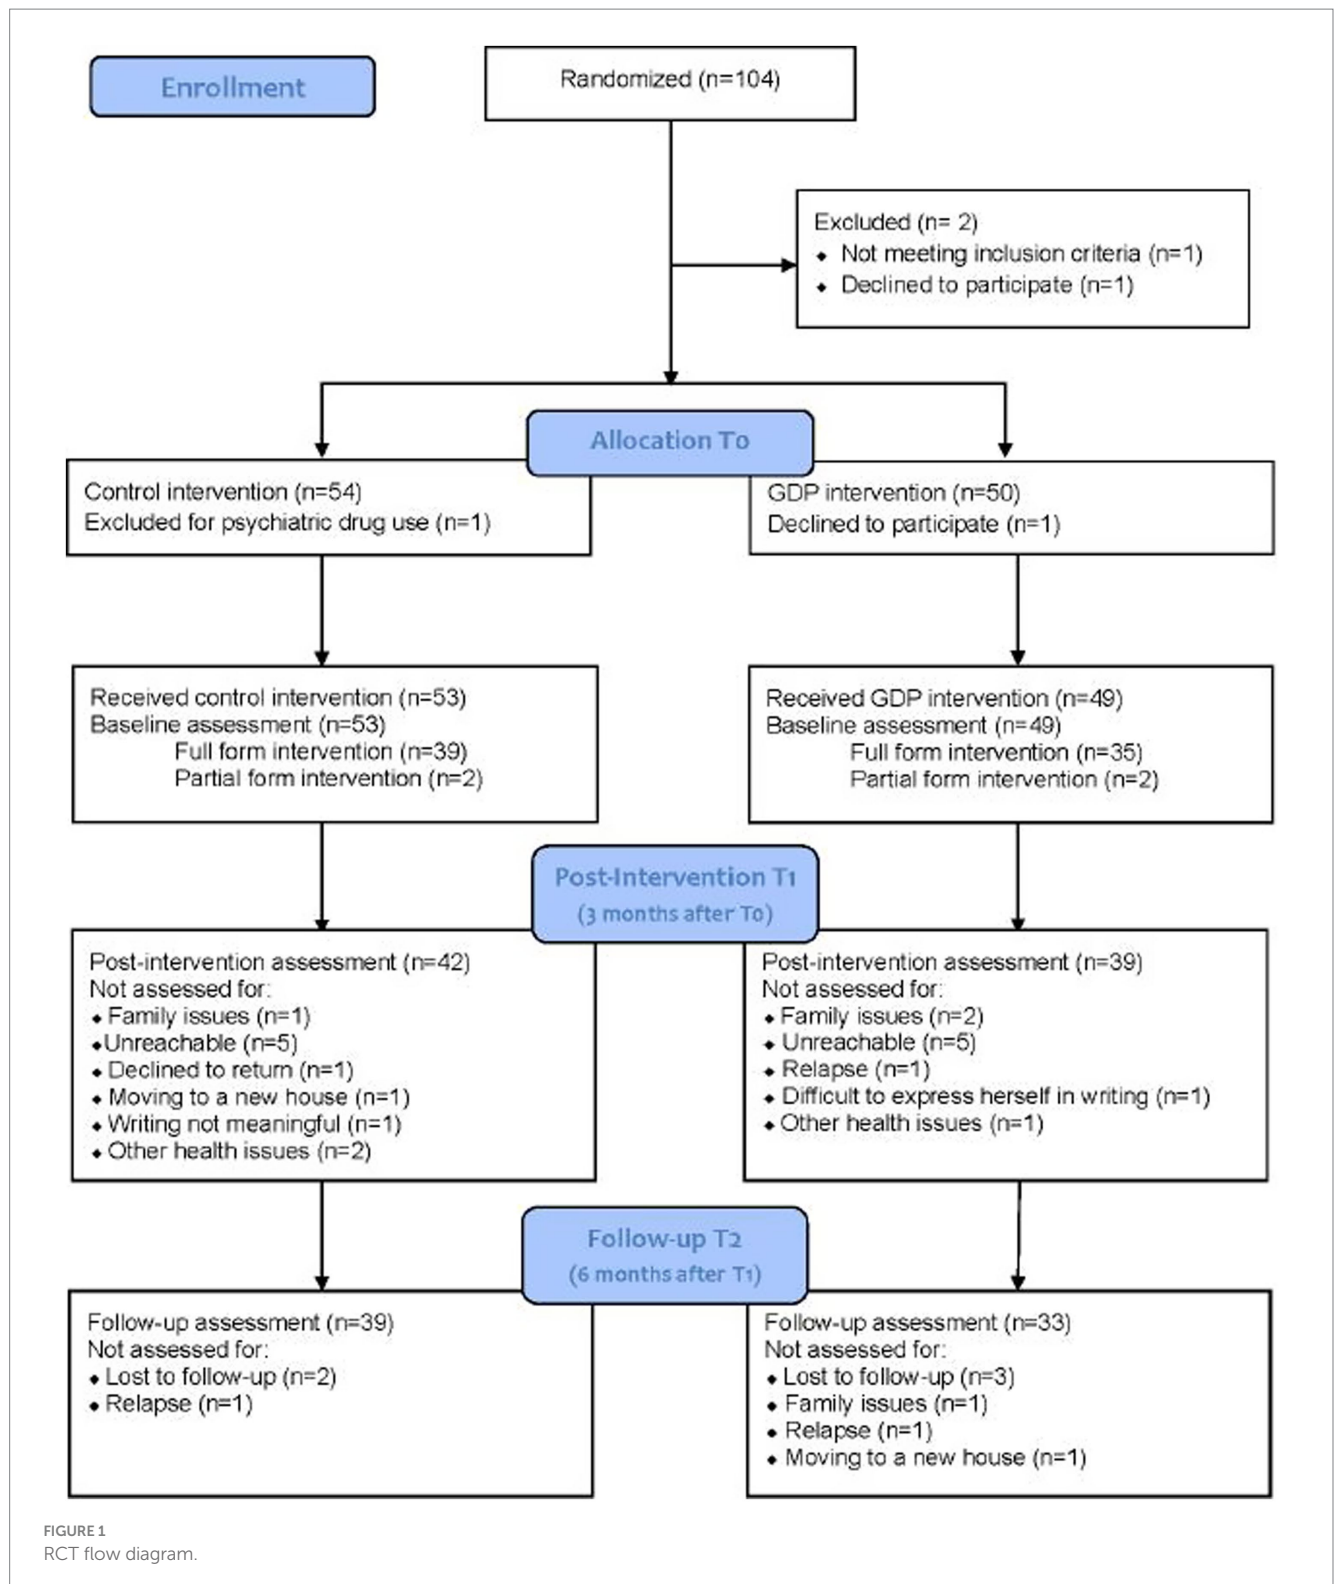 Enrollment
Randomized (n=104)
Excluded (n= 2)
⬥ Not meeting inclusion criteria (n=1)
⬥ Declined to participate (n=1)
Allocation T0
Control intervention (n=54)
Excluded for psychiatric drug use (n=1)
GDP intervention (n=50)
Declined to participate (n=1)
Received control intervention (n=53)
Baseline assessment (n=53)
Full form intervention (n=39)
Partial form intervention (n=2)
Received GDP intervention (n=49)
Baseline assessment (n=49)
Full form intervention (n=35)
Partial form intervention (n=2)
Post-Intervention T1
(3 months after T0)
Post-intervention assessment (n=42)
Not assessed for:
⬥ Family issues (n=1)
⬥Unreachable (n=5)
⬥ Declined to return (n=1)
⬥ Moving to a new house (n=1)
⬥ Writing not meaningful (n=1)
⬥ Other health issues (n=2)
Post-intervention assessment (n=39)
Not assessed for:
⬥ Family issues (n=2)
⬥ Unreachable (n=5)
⬥ Relapse (n=1)
⬥ Difficult to express herself in writing (n=1)
⬥ Other health issues (n=1)
Follow-up T2
(6 months after T1)
Follow-up assessment (n=39)
Not assessed for:
⬥ Lost to follow-up (n=2)
⬥ Relapse (n=1)
Follow-up assessment (n=33)
Not assessed for:
⬥ Lost to follow-up (n=3)
⬥ Family issues (n=1)
⬥ Relapse (n=1)
⬥ Moving to a new house (n=1)
FIGURE 1
RCT flow diagram.